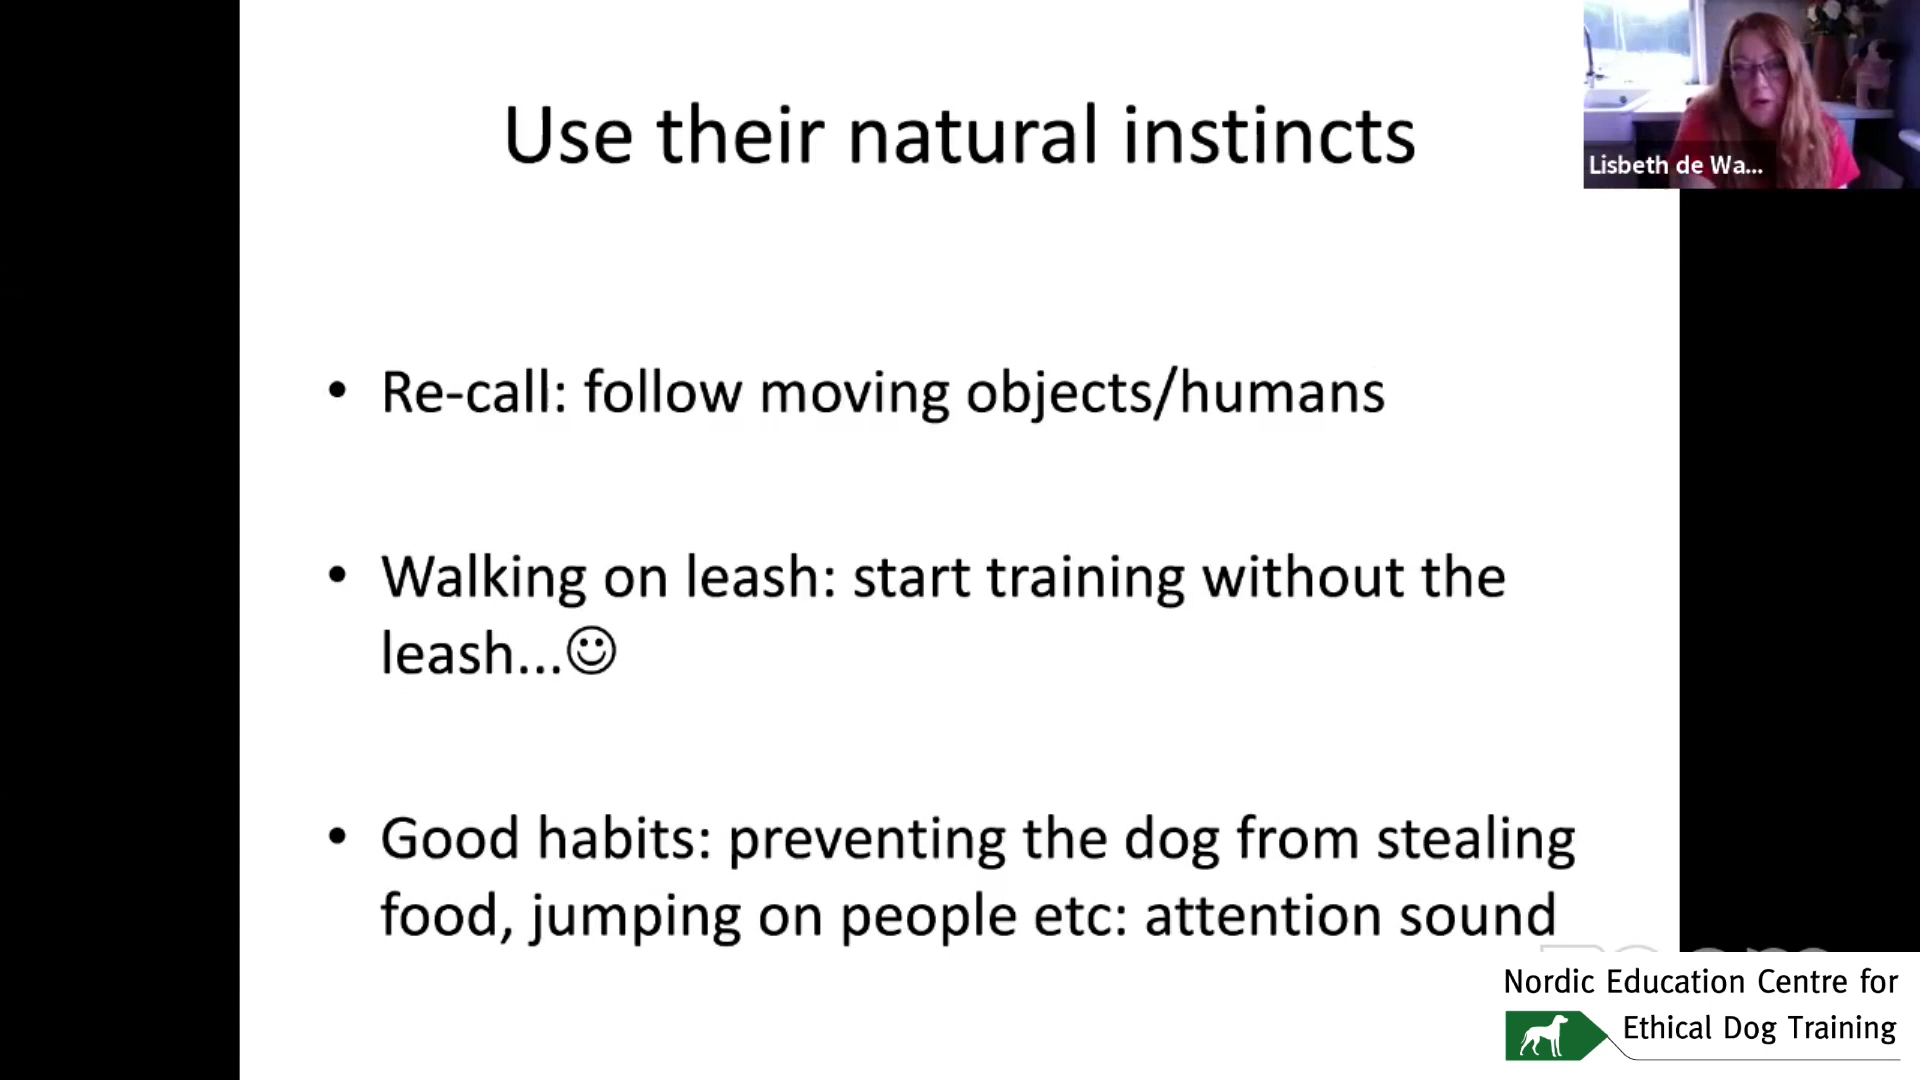 Use their natural instincts
Lisbeth de Wa...
• Re-call: follow moving objects/humans
• Walking on leash: start training without the
leash...☺
• Good habits: preventing the dog from stealing
food, jumping on people etc: attention sound
Nordic Education Centre for
Ethical Dog Training